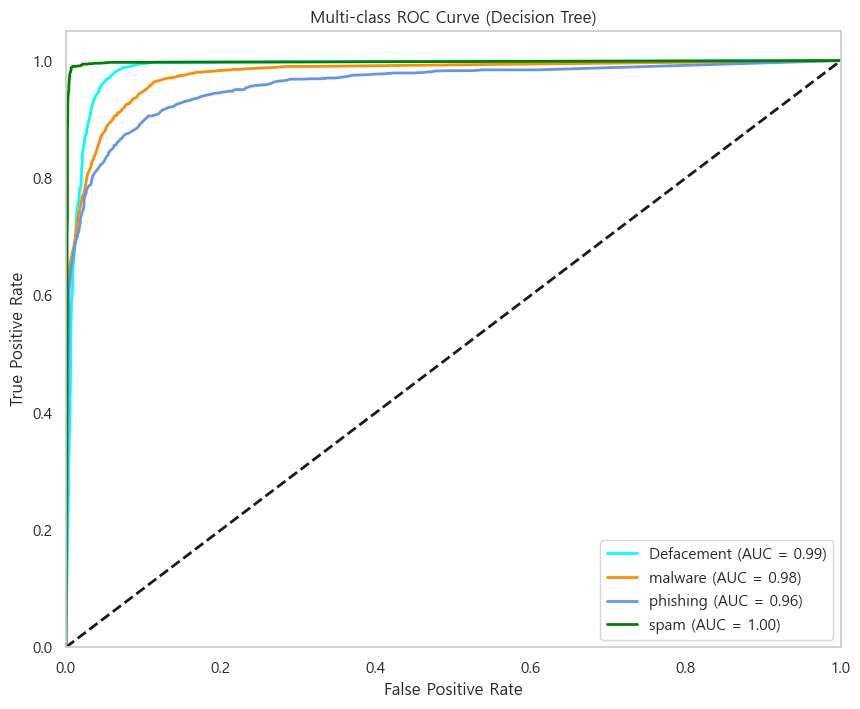 Multi-class ROC Curve (Decision Tree)
True Positive Rate
1.0
0.8
0.6
0.4
0.2
0.0
Defacement (AUC = 0.99)
malware (AUC = 0.98)
phishing (AUC = 0.96)
spam (AUC = 1.00)
0.0 0.2 0.4 0.6 0.8 1.0
False Positive Rate